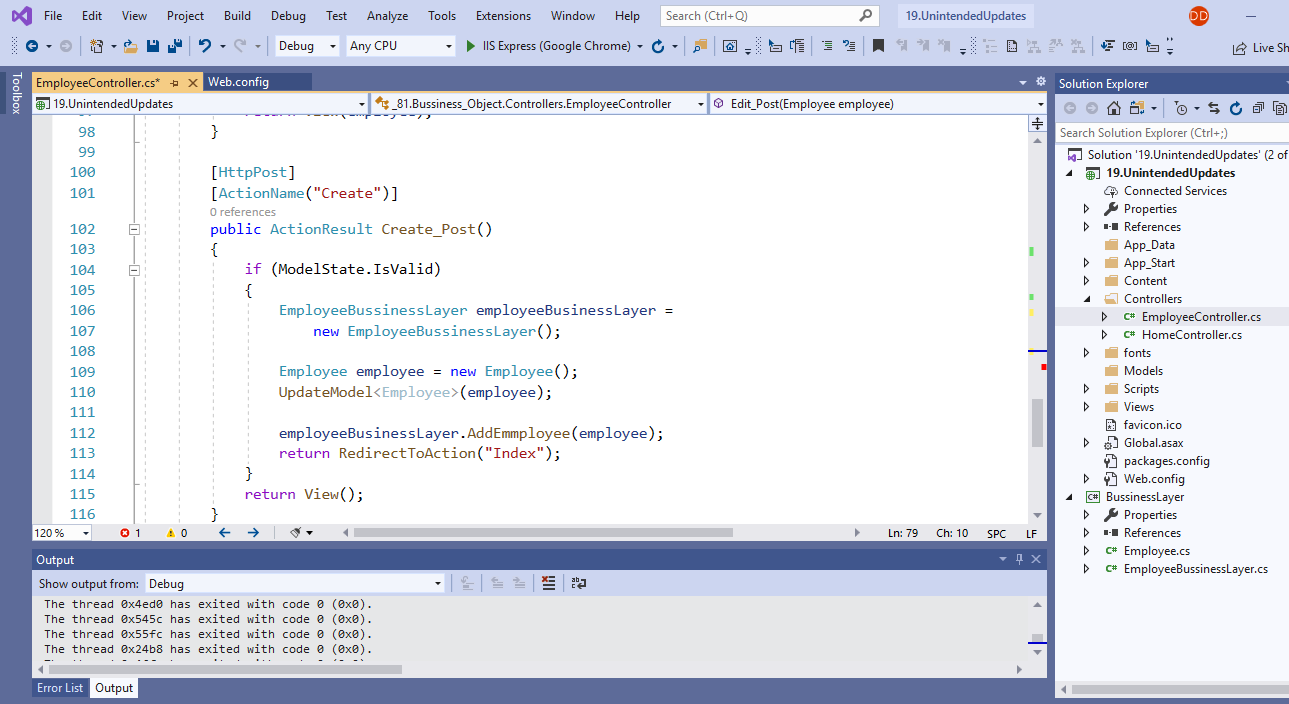 File Edit View Project Build Debug Test Analyze Tools Extensions Window Help Search (Ctrl+Q) 19.UnintendedUpdates DD
Debug Any CPU IIS Express (Google Chrome) Live Sh
Toolbox
EmployeeController.cs* Web.config
19.UnintendedUpdates _81.Bussiness_Object.Controllers.EmployeeController Edit_Post(Employee employee)
98 }
99
100 [HttpPost]
101 [ActionName("Create")]
0 references
102 public ActionResult Create_Post()
103 {
104 if (ModelState.IsValid)
105 {
106 EmployeeBussinessLayer employeeBusinessLayer =
107 new EmployeeBussinessLayer();
108
109 Employee employee = new Employee();
110 UpdateModel<Employee>(employee);
111
112 employeeBusinessLayer.AddEmmployee(employee);
113 return RedirectToAction("Index");
114 }
115 return View();
116 }
120 % 1 0 Ln: 79 Ch: 10 SPC LF
Output
Show output from: Debug
The thread 0x4ed0 has exited with code 0 (0x0).
The thread 0x545c has exited with code 0 (0x0).
The thread 0x55fc has exited with code 0 (0x0).
The thread 0x24b8 has exited with code 0 (0x0).
Error List Output
Solution Explorer
Search Solution Explorer (Ctrl+;)
Solution '19.UnintendedUpdates' (2 of
19.UnintendedUpdates
Connected Services
Properties
References
App_Data
App_Start
Content
Controllers
C# EmployeeController.cs
C# HomeController.cs
fonts
Models
Scripts
Views
favicon.ico
Global.asax
packages.config
Web.config
C# BussinessLayer
Properties
References
C# Employee.cs
C# EmployeeBussinessLayer.cs